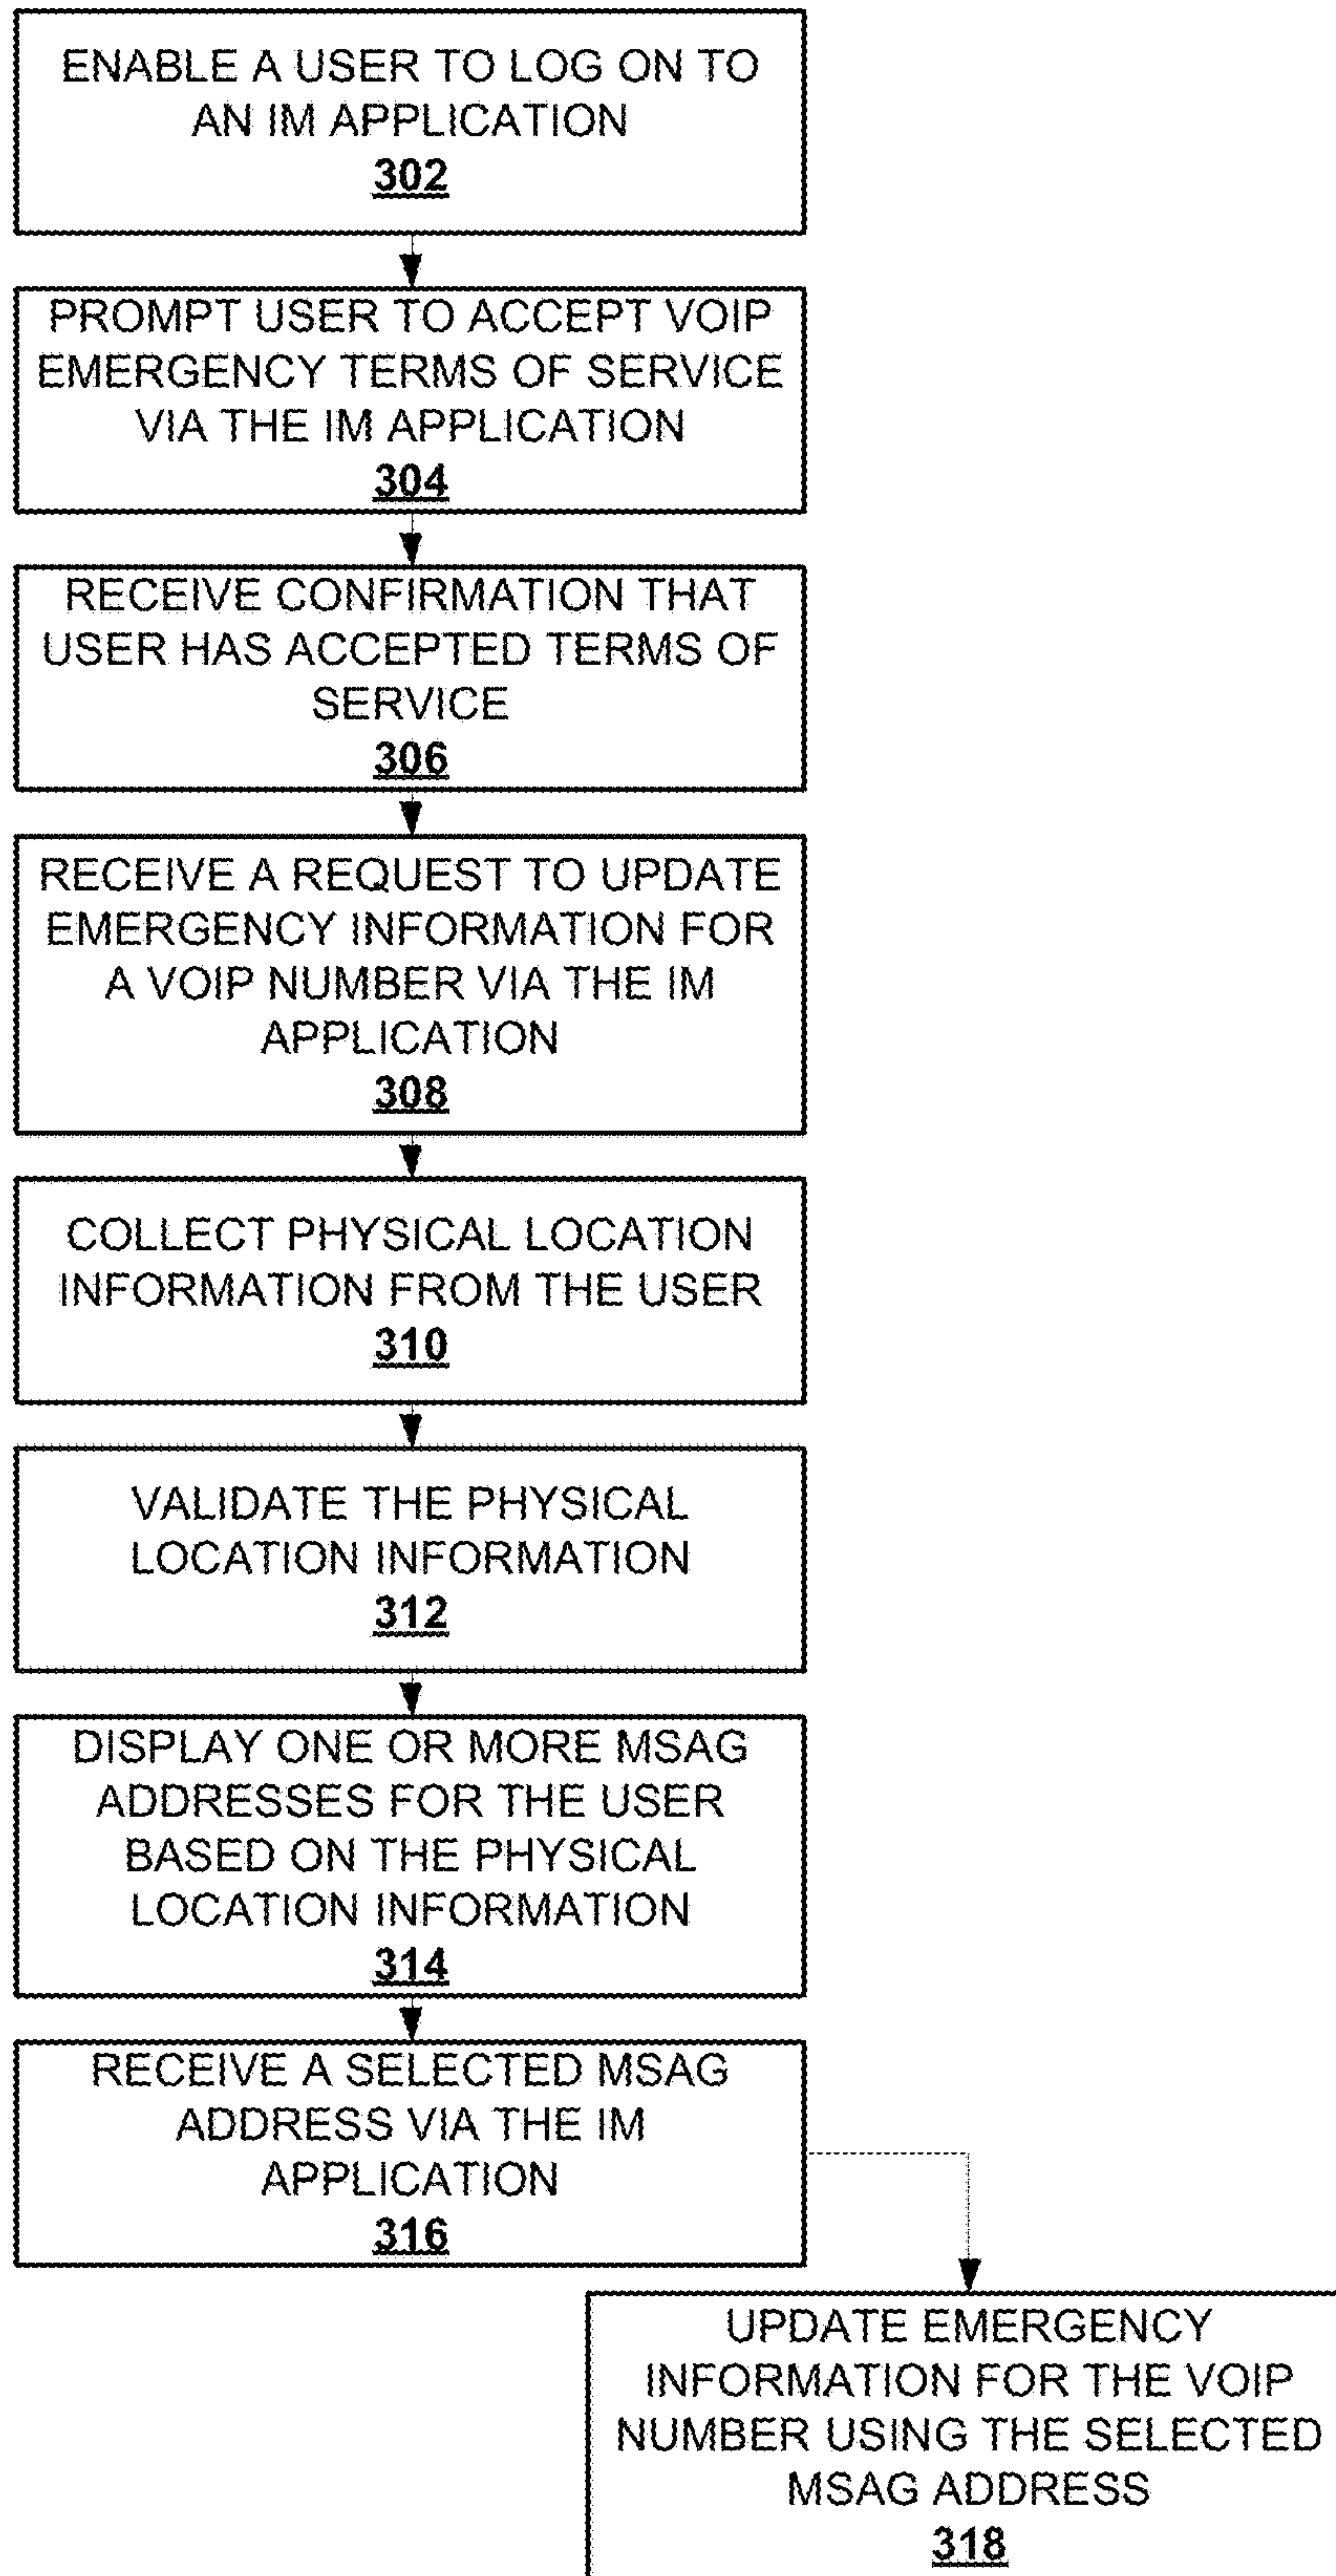 ENABLE A USER TO LOG ON TO
AN IM APPLICATION
302
PROMPT USER TO ACCEPT VOIP
EMERGENCY TERMS OF SERVICE
VIA THE IM APPLICATION
304
RECEIVE CONFIRMATION THAT
USER HAS ACCEPTED TERMS OF
SERVICE
306
RECEIVE A REQUEST TO UPDATE
EMERGENCY INFORMATION FOR
A VOIP NUMBER VIA THE IM
APPLICATION
308
COLLECT PHYSICAL LOCATION
INFORMATION FROM THE USER
310
VALIDATE THE PHYSICAL
LOCATION INFORMATION
312
DISPLAY ONE OR MORE MSAG
ADDRESSES FOR THE USER
BASED ON THE PHYSICAL
LOCATION INFORMATION
314
RECEIVE A SELECTED MSAG
ADDRESS VIA THE IM
APPLICATION
316
UPDATE EMERGENCY
INFORMATION FOR THE VOIP
NUMBER USING THE SELECTED
MSAG ADDRESS
318